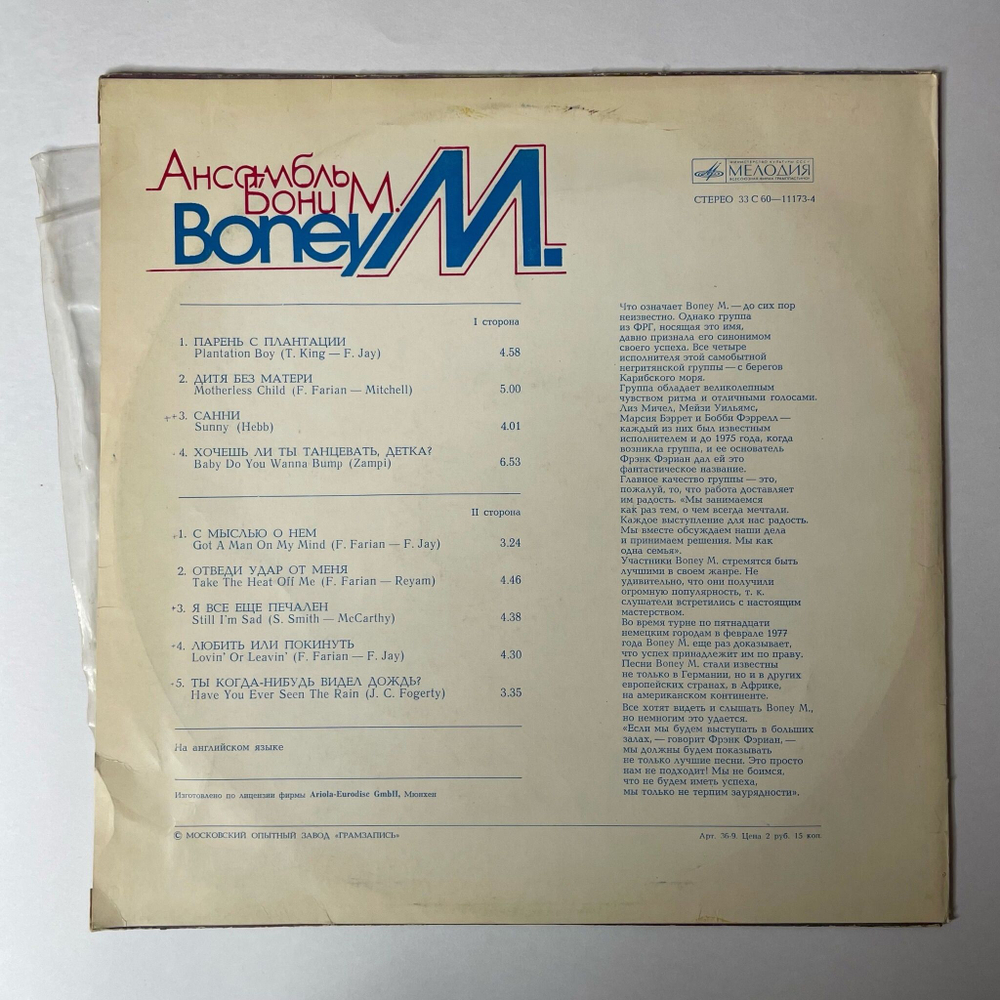 Ансамбль
Бони М.
Boney M.
МИНИСТЕРСТВО КУЛЬТУРЫ СССР
МЕЛОДИЯ
ВСЕСОЮЗНАЯ ФИРМА ГРАМПЛАСТИНОК
СТЕРЕО 33 С 60—11173-4
I сторона
1. ПАРЕНЬ С ПЛАНТАЦИИ
Plantation Boy (T. King — F. Jay) 4.58
2. ДИТЯ БЕЗ МАТЕРИ
Motherless Child (F. Farian — Mitchell) 5.00
3. САННИ
Sunny (Hebb) 4.01
4. ХОЧЕШЬ ЛИ ТЫ ТАНЦЕВАТЬ, ДЕТКА?
Baby Do You Wanna Bump (Zampi) 6.53
II сторона
1. С МЫСЛЬЮ О НЕМ
Got A Man On My Mind (F. Farian — F. Jay) 3.24
2. ОТВЕДИ УДАР ОТ МЕНЯ
Take The Heat Off Me (F. Farian — Reyam) 4.46
3. Я ВСЕ ЕЩЕ ПЕЧАЛЕН
Still I'm Sad (S. Smith — McCarthy) 4.38
4. ЛЮБИТЬ ИЛИ ПОКИНУТЬ
Lovin' Or Leavin' (F. Farian — F. Jay) 4.30
5. ТЫ КОГДА-НИБУДЬ ВИДЕЛ ДОЖДЬ?
Have You Ever Seen The Rain (J. C. Fogerty) 3.35
На английском языке
Изготовлено по лицензии фирмы Ariola-Eurodisc GmbH, Мюнхен
Что означает Boney M. — до сих пор
неизвестно. Однако группа
из ФРГ, носящая это имя,
давно признала его синонимом
своего успеха. Все четыре
исполнителя этой самобытной
негритянской группы — с берегов
Карибского моря.
Группа обладает великолепным
чувством ритма и отличными голосами.
Лиз Мичел, Мейзи Уильямс,
Марсия Бэррет и Бобби Фэррелл —
каждый из них был известным
исполнителем и до 1975 года, когда
возникла группа, и ее основатель
Фрэнк Фэриан дал ей это
фантастическое название.
Главное качество группы — это,
пожалуй, то, что работа доставляет
им радость. «Мы занимаемся
как раз тем, о чем всегда мечтали.
Каждое выступление для нас радость.
Мы вместе обсуждаем наши дела
и принимаем решения. Мы как
одна семья».
Участники Boney M. стремятся быть
лучшими в своем жанре. Не
удивительно, что они получили
огромную популярность, т. к.
слушатели встретились с настоящим
мастерством.
Во время турне по пятнадцати
немецким городам в феврале 1977
года Boney M. еще раз доказывает,
что успех принадлежит им по праву.
Песни Boney M. стали известны
не только в Германии, но и в других
европейских странах, в Африке,
на американском континенте.
Все хотят видеть и слышать Boney M.,
но немногим это удается.
«Если мы будем выступать в больших
залах, — говорит Фрэнк Фэриан, —
мы должны будем показывать
не только лучшие песни. Это просто
нам не подходит! Мы не боимся,
что не будем иметь успеха,
мы только не терпим заурядности».
© МОСКОВСКИЙ ОПЫТНЫЙ ЗАВОД «ГРАМЗАПИСЬ»
Арт. 36-9. Цена 2 руб. 15 коп.